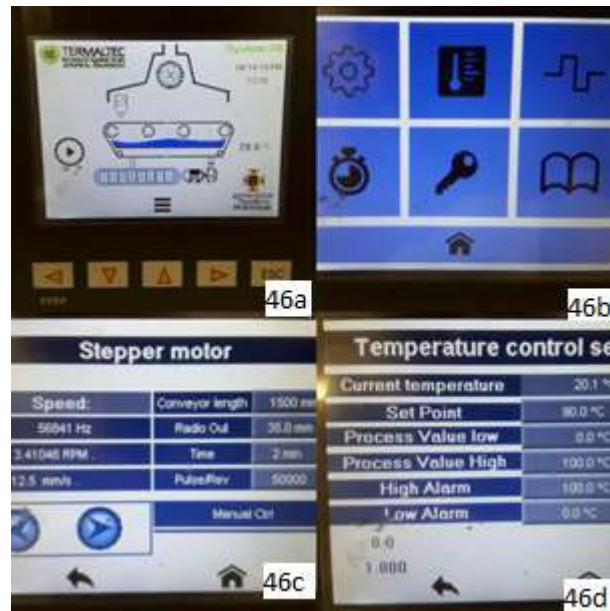 TERMALTEC
ESC
46a
46b
Stepper motor
Speed:
Conveyor length
1500 mm
56841 Hz
Radio Out
36.0 mm
3.41046 RPM
Time
2 min
12.5 mm/s
Pulse/Rev
50000
Manual Ctrl
46c
Temperature control se
Current temperature
20.1 °C
Set Point
90.0 °C
Process Value low
0.0 °C
Process Value High
100.0 °C
High Alarm
100.0 °C
Low Alarm
0.0 °C
0.0
1.000
46d